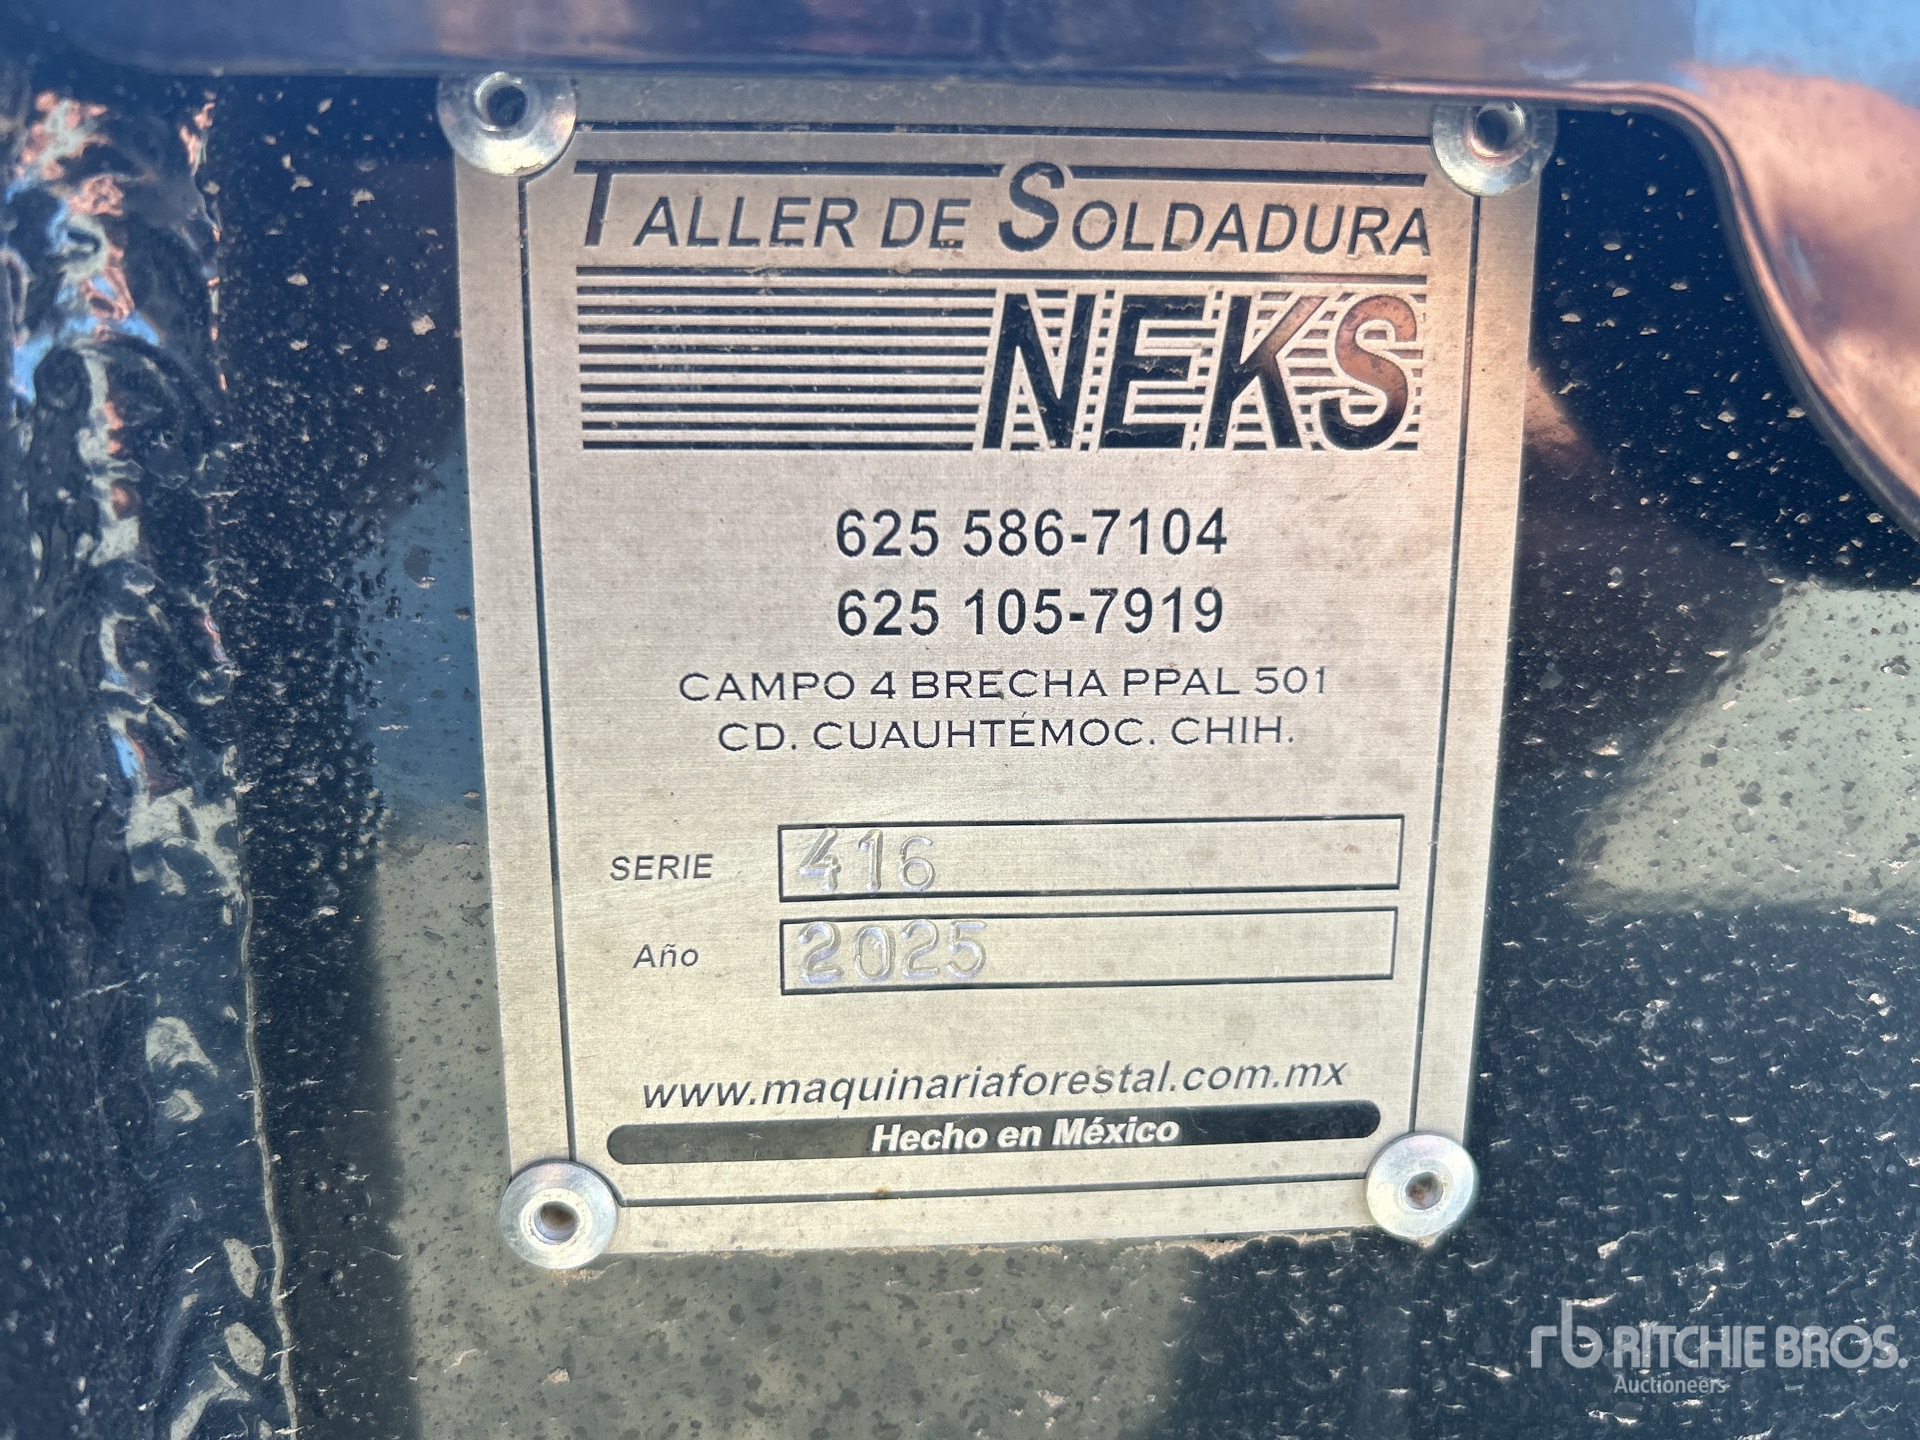 TALLER DE SOLDADURA
NEKS
625 586-7104
625 105-7919
CAMPO 4 BRECHA PPAL 501
CD. CUAUHTÉMOC. CHIH.
SERIE 416
Año 2025
www.maquinariaforestal.com.mx
Hecho en México
rb RITCHIE BROS.
Auctioneers